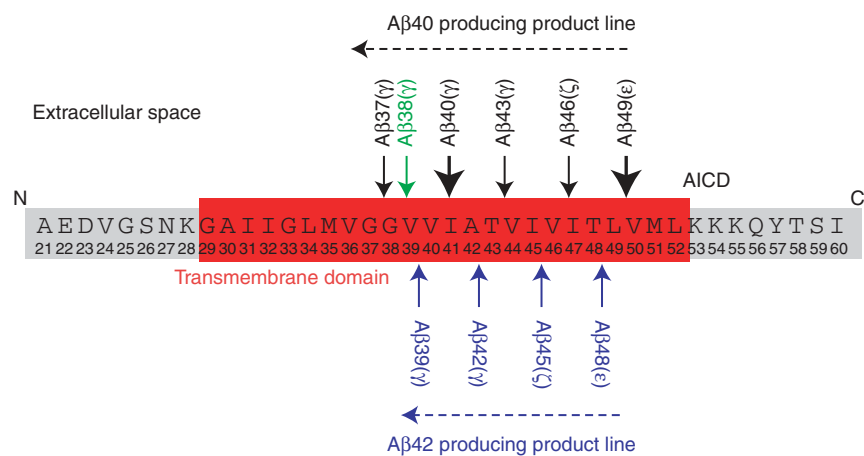 Aβ40 producing product line
Extracellular space
Aβ37(γ)
Aβ38(γ)
Aβ40(γ)
Aβ43(γ)
Aβ46(ζ)
Aβ49(ε)
AICD
N
C
A E D V G S N K G A I I G L M V G G V V I A T V I V I T L V M L K K K Q Y T S I
21 22 23 24 25 26 27 28 29 30 31 32 33 34 35 36 37 38 39 40 41 42 43 44 45 46 47 48 49 50 51 52 53 54 55 56 57 58 59 60
Transmembrane domain
Aβ39(γ)
Aβ42(γ)
Aβ45(ζ)
Aβ48(ε)
Aβ42 producing product line